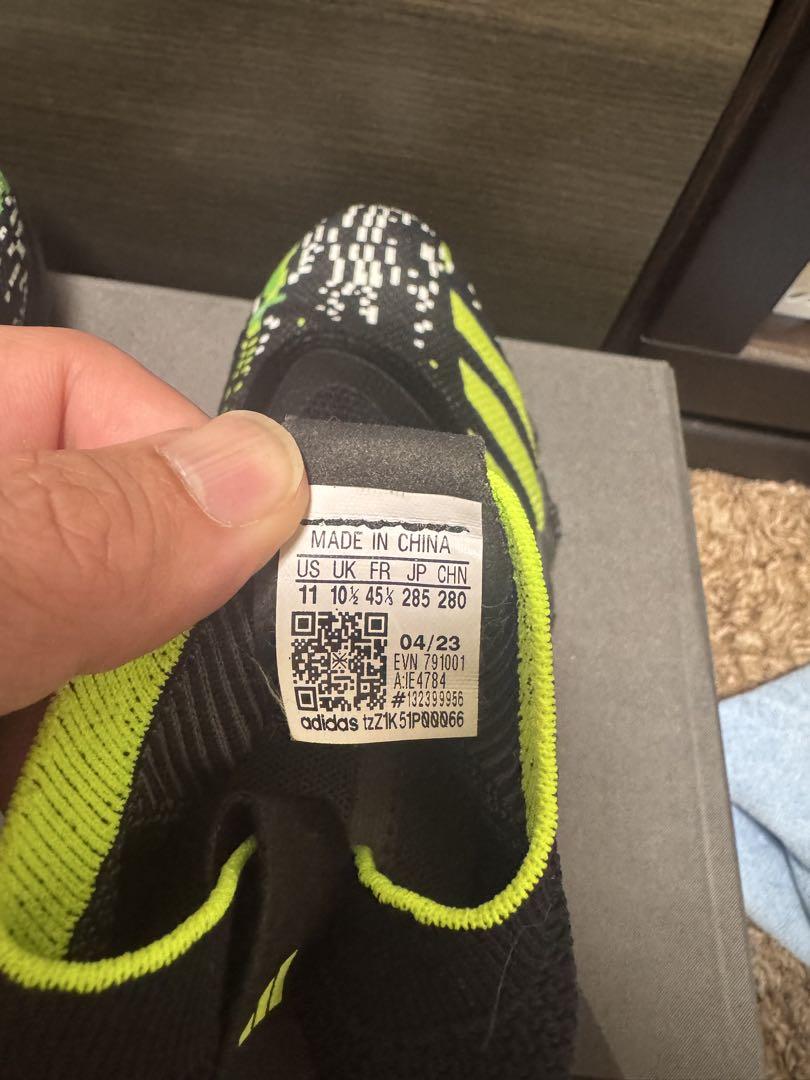 MADE IN CHINA
US UK FR JP CHN
11 10½ 45⅓ 285 280
04/23
EVN 791001
A:IE4784
#132399956
adidas tzZ1K51P00066